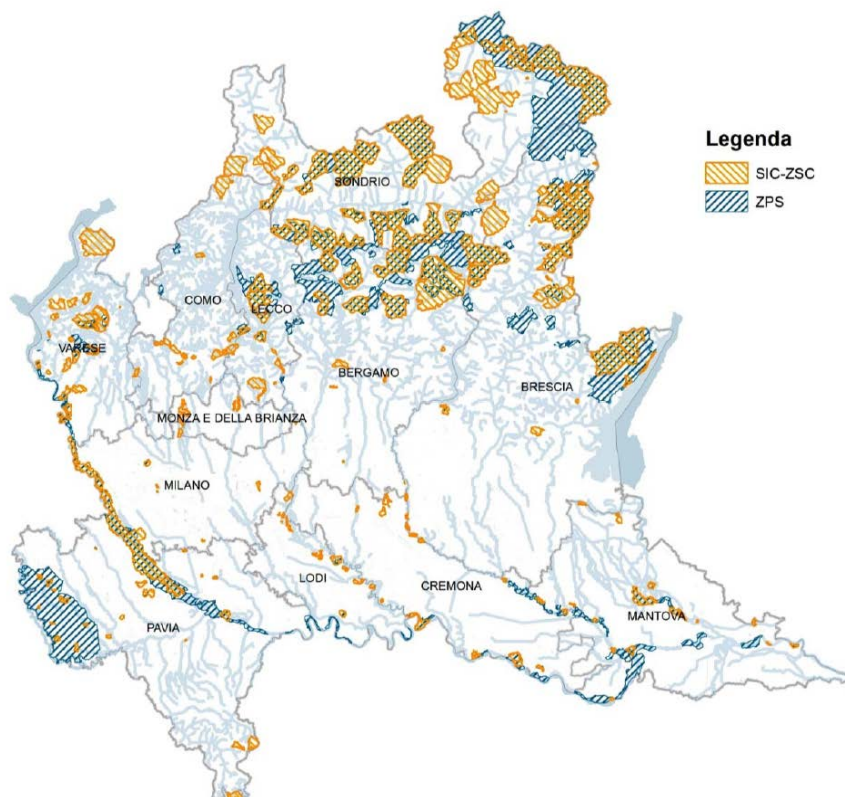 Legenda
SIC-ZSC
ZPS
SONDRIO
COMO
LECCO
VARESE
BERGAMO
BRESCIA
MONZA E DELLA BRIANZA
MILANO
LODI
CREMONA
MANTOVA
PAVIA